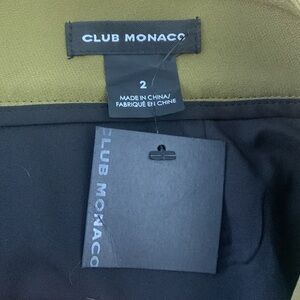 CLUB MONACO
2
MADE IN CHINA/
FABRIQUÉ EN CHINE
CLUB MONACO